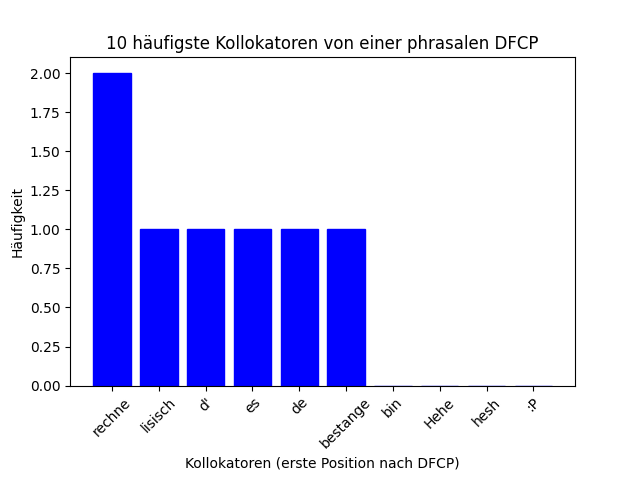 10 häufigste Kollokatoren von einer phrasalen DFCP
2.00
1.75
1.50
1.25
1.00
0.75
0.50
0.25
0.00
Häufigkeit
rechne
lisisch
d'
es
de
bestange
bin
Hehe
hesh
:P
Kollokatoren (erste Position nach DFCP)